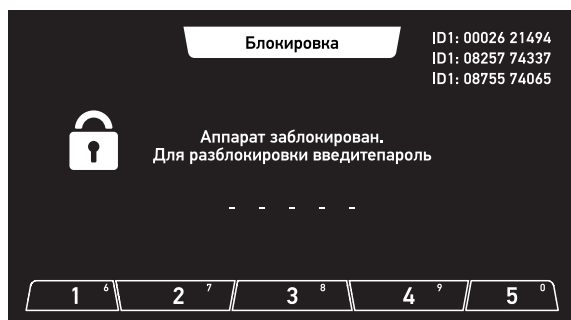 Блокировка
ID1: 00026 21494
ID1: 08257 74337
ID1: 08755 74065
Аппарат заблокирован.
Для разблокировки введитепароль
- - - - -
1 6 2 7 3 8 4 9 5 0